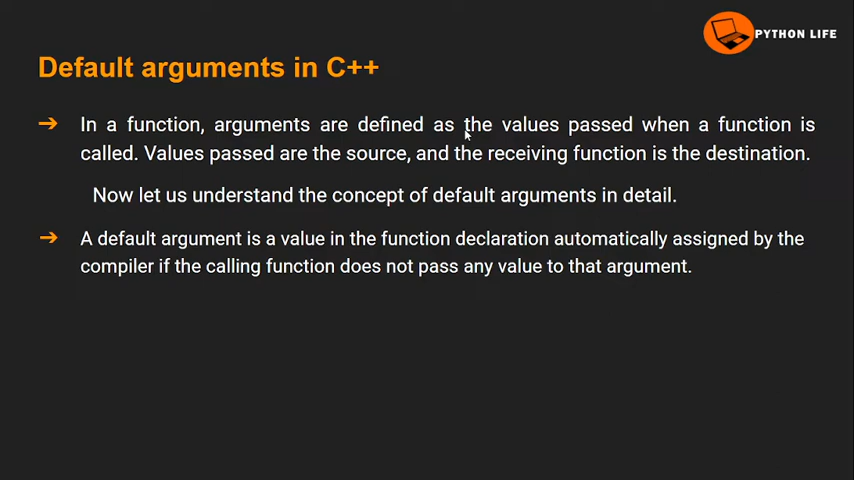 PYTHON LIFE
Default arguments in C++
➔ In a function, arguments are defined as the values passed when a function is
called. Values passed are the source, and the receiving function is the destination.
Now let us understand the concept of default arguments in detail.
➔ A default argument is a value in the function declaration automatically assigned by the
compiler if the calling function does not pass any value to that argument.